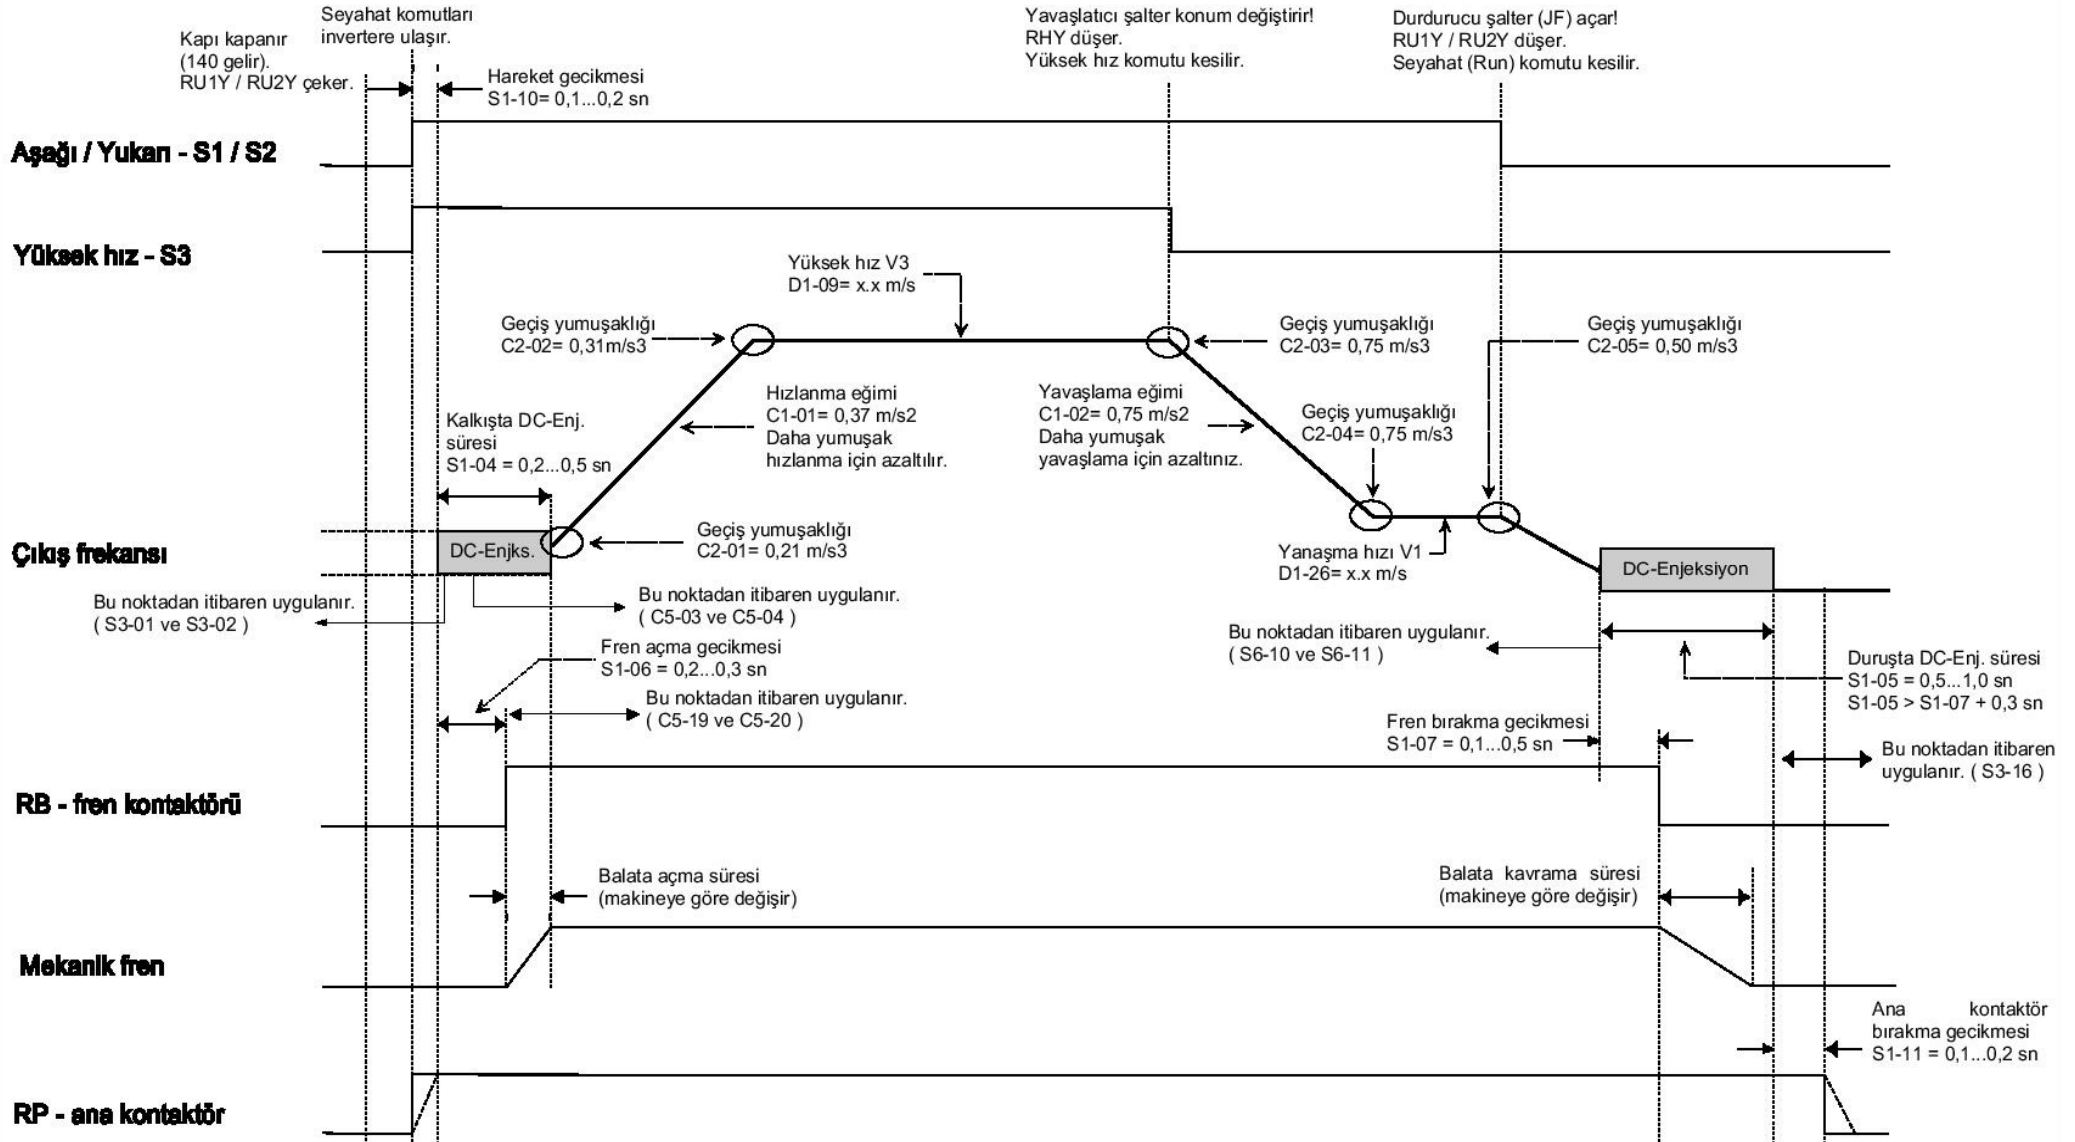 Kapı kapanır
(140 gelir).
RU1Y / RU2Y çeker.
Seyahat komutları
invertere ulaşır.
Hareket gecikmesi
S1-10= 0,1...0,2 sn
Yavaşlatıcı şalter konum değiştirir!
RHY düşer.
Yüksek hız komutu kesilir.
Durdurucu şalter (JF) açar!
RU1Y / RU2Y düşer.
Seyahat (Run) komutu kesilir.
Aşağı / Yukarı - S1 / S2
Yüksek hız - S3
Yüksek hız V3
D1-09= x.x m/s
Geçiş yumuşaklığı
C2-02= 0,31m/s3
Geçiş yumuşaklığı
C2-03= 0,75 m/s3
Geçiş yumuşaklığı
C2-05= 0,50 m/s3
Hızlanma eğimi
C1-01= 0,37 m/s2
Daha yumuşak
hızlanma için azaltılır.
Yavaşlama eğimi
C1-02= 0,75 m/s2
Daha yumuşak
yavaşlama için azaltınız.
Geçiş yumuşaklığı
C2-04= 0,75 m/s3
Kalkışta DC-Enj.
süresi
S1-04 = 0,2...0,5 sn
Geçiş yumuşaklığı
C2-01= 0,21 m/s3
Çıkış frekansı
DC-Enjks.
Yanaşma hızı V1
D1-26= x.x m/s
DC-Enjeksiyon
Bu noktadan itibaren uygulanır.
( S3-01 ve S3-02 )
Bu noktadan itibaren uygulanır.
( C5-03 ve C5-04 )
Bu noktadan itibaren uygulanır.
( S6-10 ve S6-11 )
Fren açma gecikmesi
S1-06 = 0,2...0,3 sn
Bu noktadan itibaren uygulanır.
( C5-19 ve C5-20 )
Duruşta DC-Enj. süresi
S1-05 = 0,5...1,0 sn
S1-05 > S1-07 + 0,3 sn
Fren bırakma gecikmesi
S1-07 = 0,1...0,5 sn
Bu noktadan itibaren
uygulanır. ( S3-16 )
RB - fren kontaktörü
Balata açma süresi
(makineye göre değişir)
Balata kavrama süresi
(makineye göre değişir)
Mekanik fren
Ana kontaktör
bırakma gecikmesi
S1-11 = 0,1...0,2 sn
RP - ana kontaktör